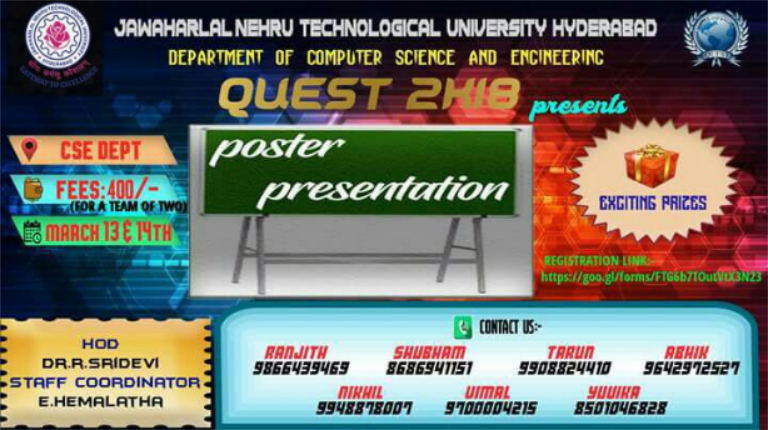 JAWAHARLAL NEHRU TECHNOLOGICAL UNIVERSITY HYDERABAD
DEPARTMENT OF COMPUTER SCIENCE AND ENGINEERING
QUEST 2K18 presents
poster
presentation
CSE DEPT
FEES:400/-
(FOR A TEAM OF TWO)
MARCH 13 & 14TH
EXCITING PRIZES
REGISTRATION LINK:-
https://goo.gl/forms/FTG6b7TOutVtX3N23
HOD
DR.R.SRIDEVI
STAFF COORDINATOR
E.HEMALATHA
CONTACT US:-
RANJITH SHUBHAM TARUN ABHIK
9866439469 8686941151 9908824410 9642972527
NIKHIL VIMAL YUVIKA
9948878007 9700004215 8501046828